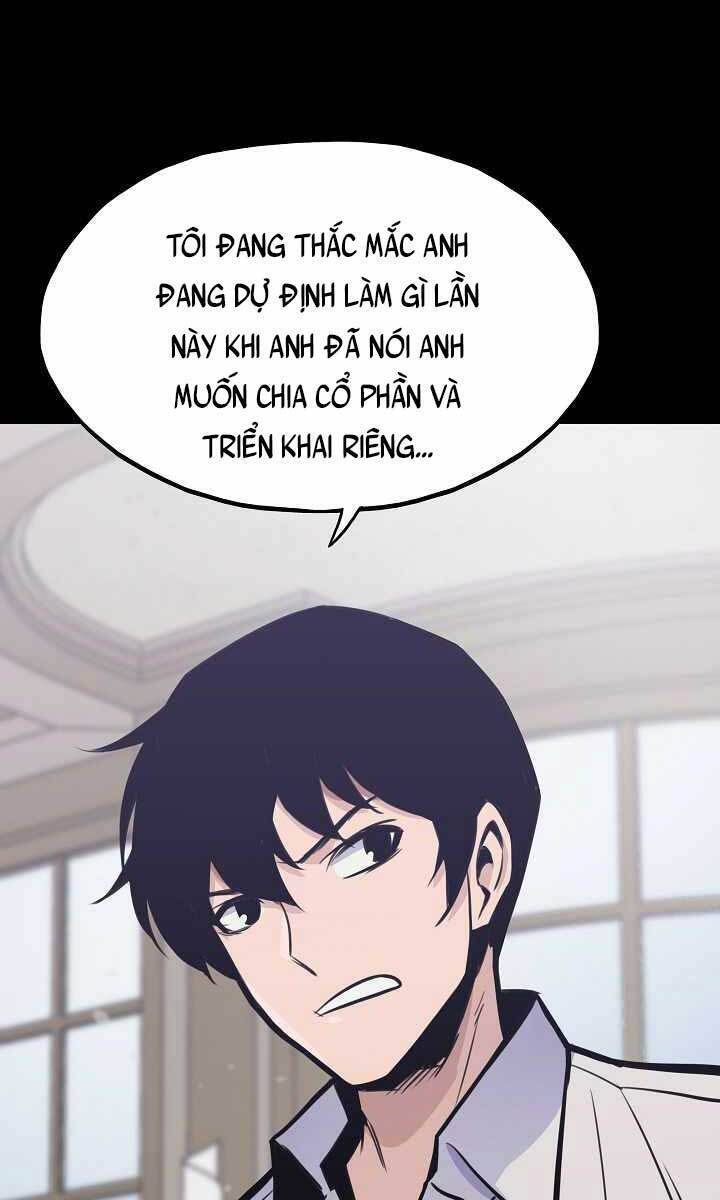 TÔI ĐANG THẮC MẮC ANH
ĐANG DỰ ĐỊNH LÀM GÌ LẦN
NÀY KHI ANH ĐÃ NÓI ANH
MUỐN CHIA CỔ PHẦN VÀ
TRIỂN KHAI RIÊNG...